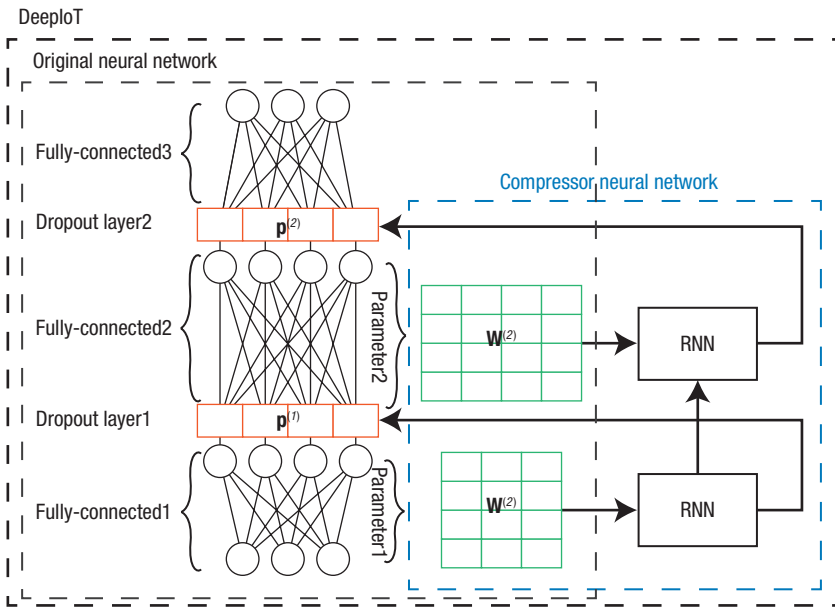 DeepIoT
Original neural network
Fully-connected3
Compressor neural network
Dropout layer2
p(2)
Fully-connected2
Parameter2
W(2)
RNN
Dropout layer1
p(1)
Fully-connected1
Parameter1
W(2)
RNN